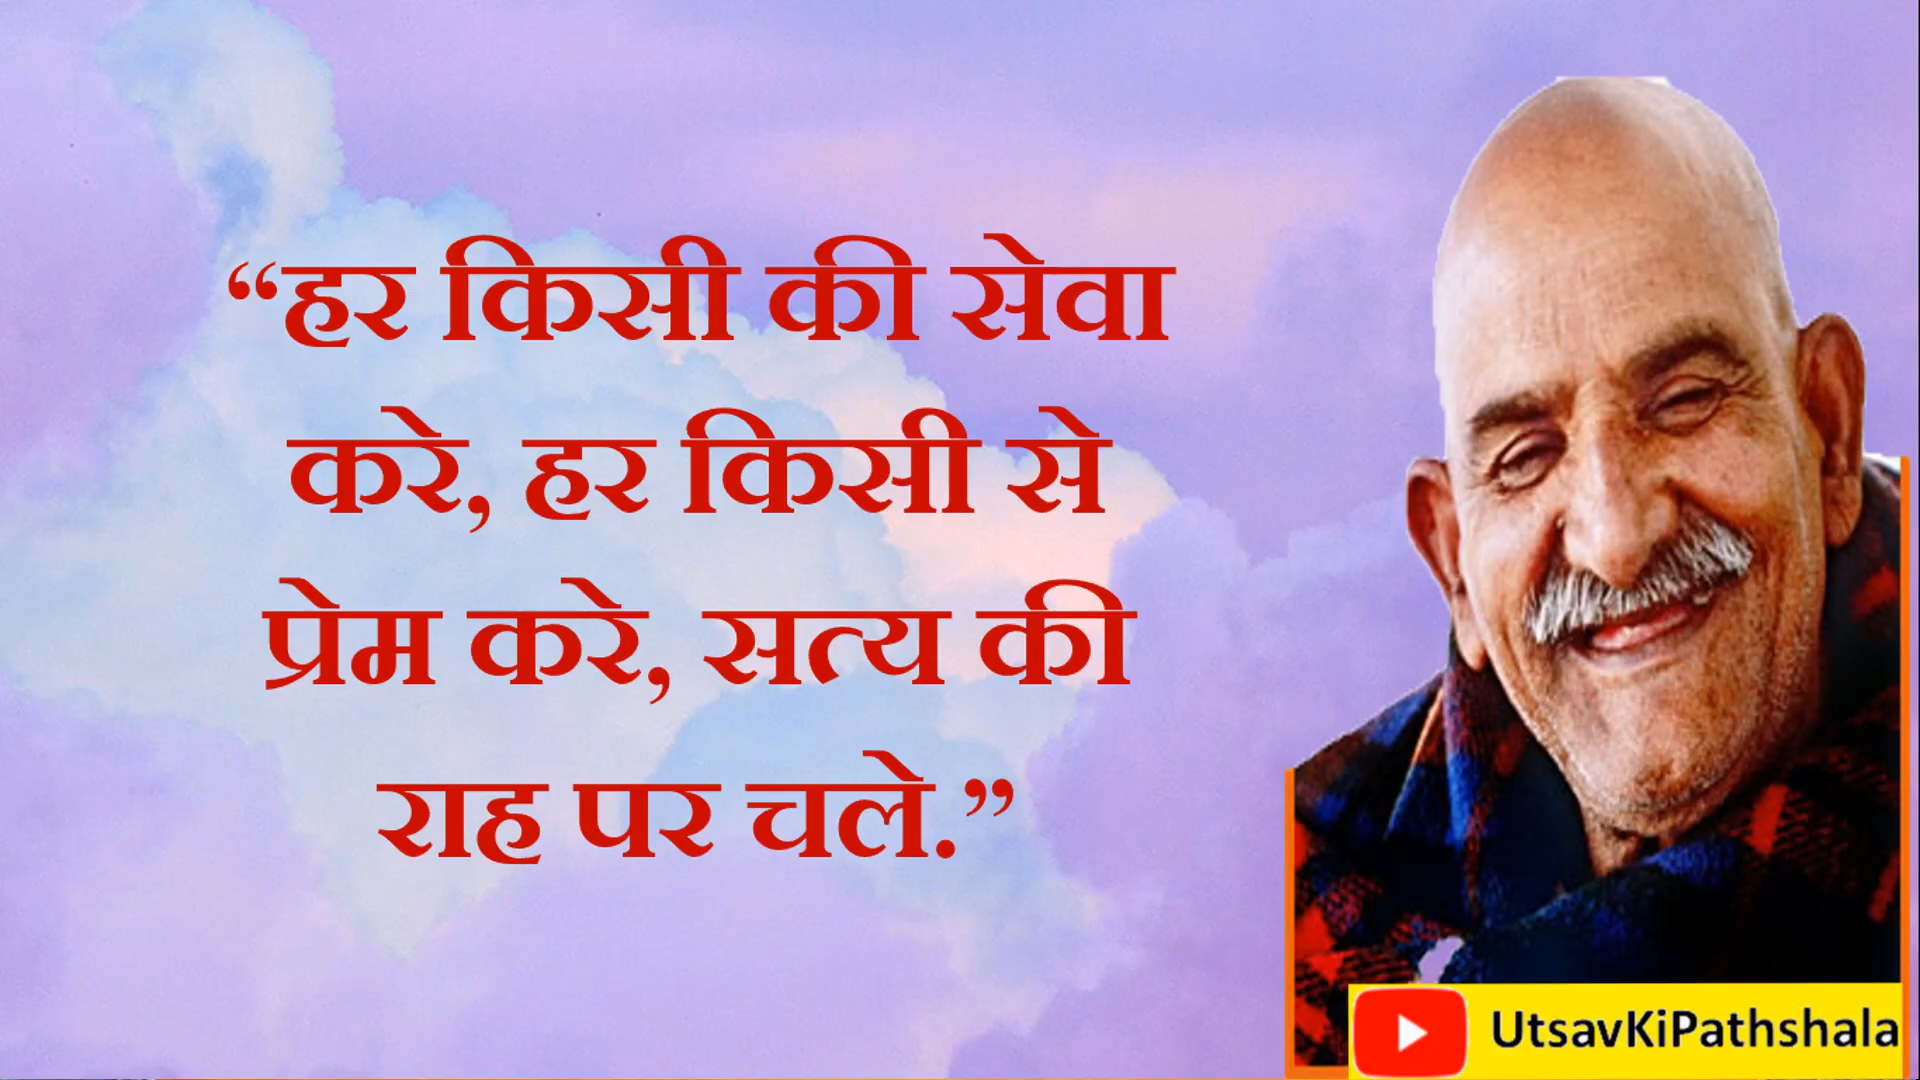 “हर किसी की सेवा
करे, हर किसी से
प्रेम करे, सत्य की
राह पर चले.”
UtsavKiPathshala